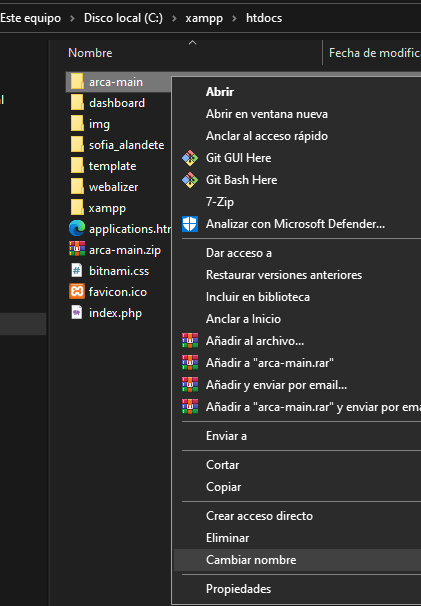 Este equipo > Disco local (C:) > xampp > htdocs
Nombre
Fecha de modifica
arca-main
dashboard
img
sofia_alandete
template
webalizer
xampp
applications.htm
arca-main.zip
bitnami.css
favicon.ico
index.php
Abrir
Abrir en ventana nueva
Anclar al acceso rápido
Git GUI Here
Git Bash Here
7-Zip
Analizar con Microsoft Defender...
Dar acceso a
Restaurar versiones anteriores
Incluir en biblioteca
Anclar a Inicio
Añadir al archivo...
Añadir a "arca-main.rar"
Añadir y enviar por email...
Añadir a "arca-main.rar" y enviar por ema
Enviar a
Cortar
Copiar
Crear acceso directo
Eliminar
Cambiar nombre
Propiedades